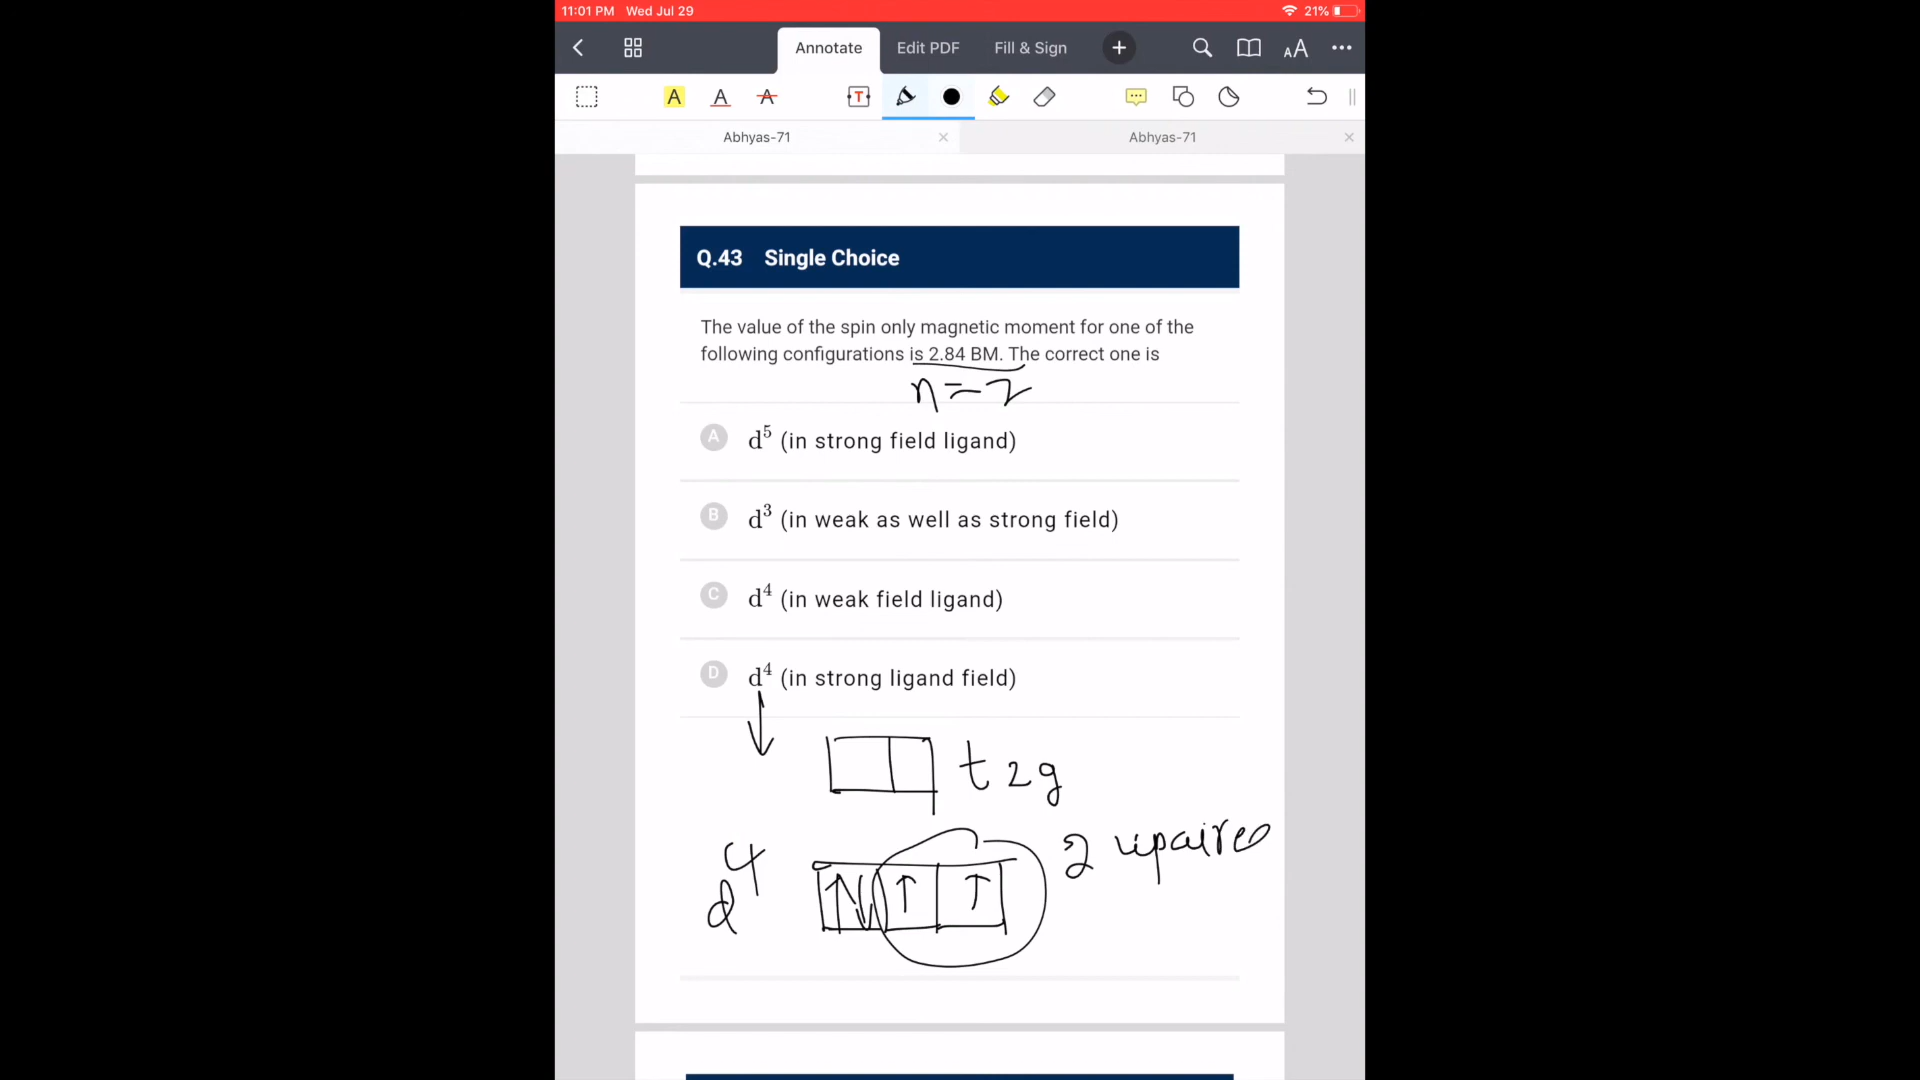 11:01 PM Wed Jul 29 21%
Annotate Edit PDF Fill & Sign AA
A A A T
Abhyas-71 Abhyas-71
Q.43 Single Choice
The value of the spin only magnetic moment for one of the
following configurations is 2.84 BM. The correct one is
n = 2
A d⁵ (in strong field ligand)
B d³ (in weak as well as strong field)
C d⁴ (in weak field ligand)
D d⁴ (in strong ligand field)
t2g
2 upaired
d⁴